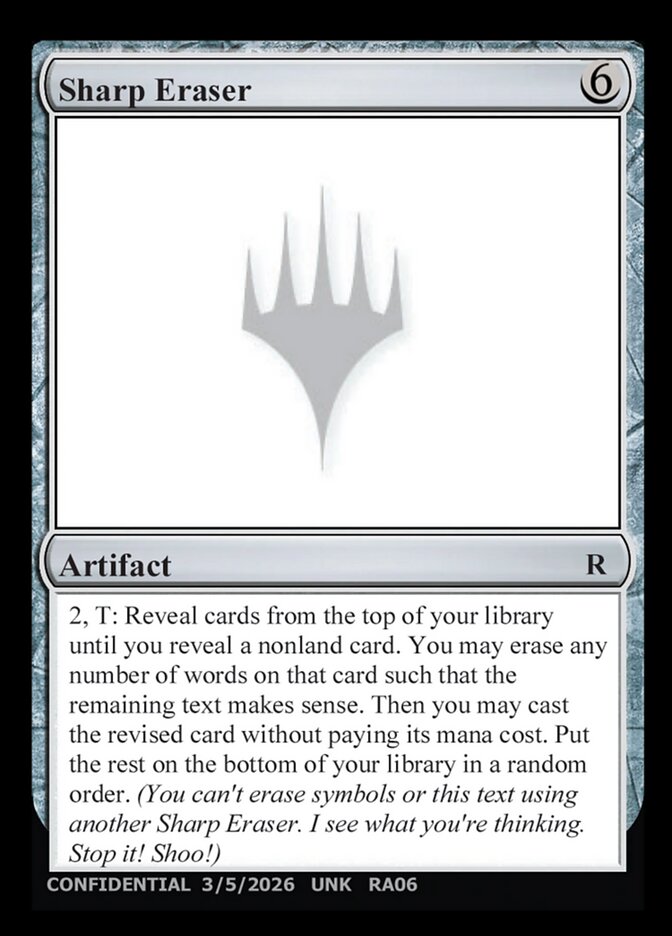 Sharp Eraser 6
Artifact R
2, T: Reveal cards from the top of your library
until you reveal a nonland card. You may erase any
number of words on that card such that the
remaining text makes sense. Then you may cast
the revised card without paying its mana cost. Put
the rest on the bottom of your library in a random
order. (You can't erase symbols or this text using
another Sharp Eraser. I see what you're thinking.
Stop it! Shoo!)
CONFIDENTIAL 3/5/2026 UNK RA06